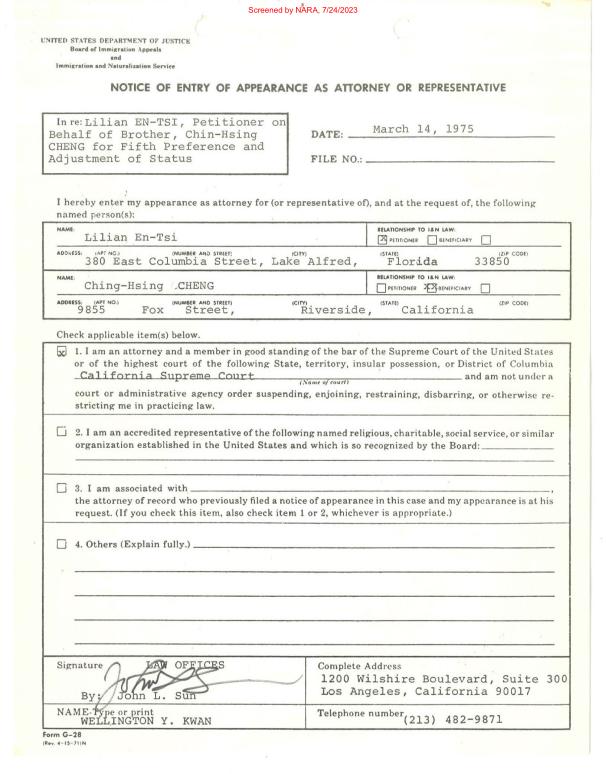 Screened by NARA, 7/24/2023
UNITED STATES DEPARTMENT OF JUSTICE
Board of Immigration Appeals
and
Immigration and Naturalization Service
NOTICE OF ENTRY OF APPEARANCE AS ATTORNEY OR REPRESENTATIVE
In re: Lilian EN-TSI, Petitioner on
Behalf of Brother, Chin-Hsing
CHENG for Fifth Preference and
Adjustment of Status
DATE: March 14, 1975
FILE NO.:
I hereby enter my appearance as attorney for (or representative of), and at the request of, the following
named person(s):
NAME: RELATIONSHIP TO I&N LAW:
Lilian En-Tsi X PETITIONER BENEFICIARY
ADDRESS: (APT NO.) (NUMBER AND STREET) (CITY) (STATE) (ZIP CODE)
380 East Columbia Street, Lake Alfred, Florida 33850
NAME: RELATIONSHIP TO I&N LAW:
Ching-Hsing CHENG PETITIONER XX BENEFICIARY
ADDRESS: (APT NO.) (NUMBER AND STREET) (CITY) (STATE) (ZIP CODE)
9855 Fox Street, Riverside, California
Check applicable item(s) below.
x 1. I am an attorney and a member in good standing of the bar of the Supreme Court of the United States
or of the highest court of the following State, territory, insular possession, or District of Columbia
California Supreme Court and am not under a
(Name of court)
court or administrative agency order suspending, enjoining, restraining, disbarring, or otherwise re-
stricting me in practicing law.
2. I am an accredited representative of the following named religious, charitable, social service, or similar
organization established in the United States and which is so recognized by the Board:
3. I am associated with ,
the attorney of record who previously filed a notice of appearance in this case and my appearance is at his
request. (If you check this item, also check item 1 or 2, whichever is appropriate.)
4. Others (Explain fully.)
Signature LAW OFFICES
By: John L. Sun
Complete Address
1200 Wilshire Boulevard, Suite 300
Los Angeles, California 90017
NAME-Type or print
WELLINGTON Y. KWAN
Telephone number (213) 482-9871
Form G-28
(Rev. 4-15-71)N